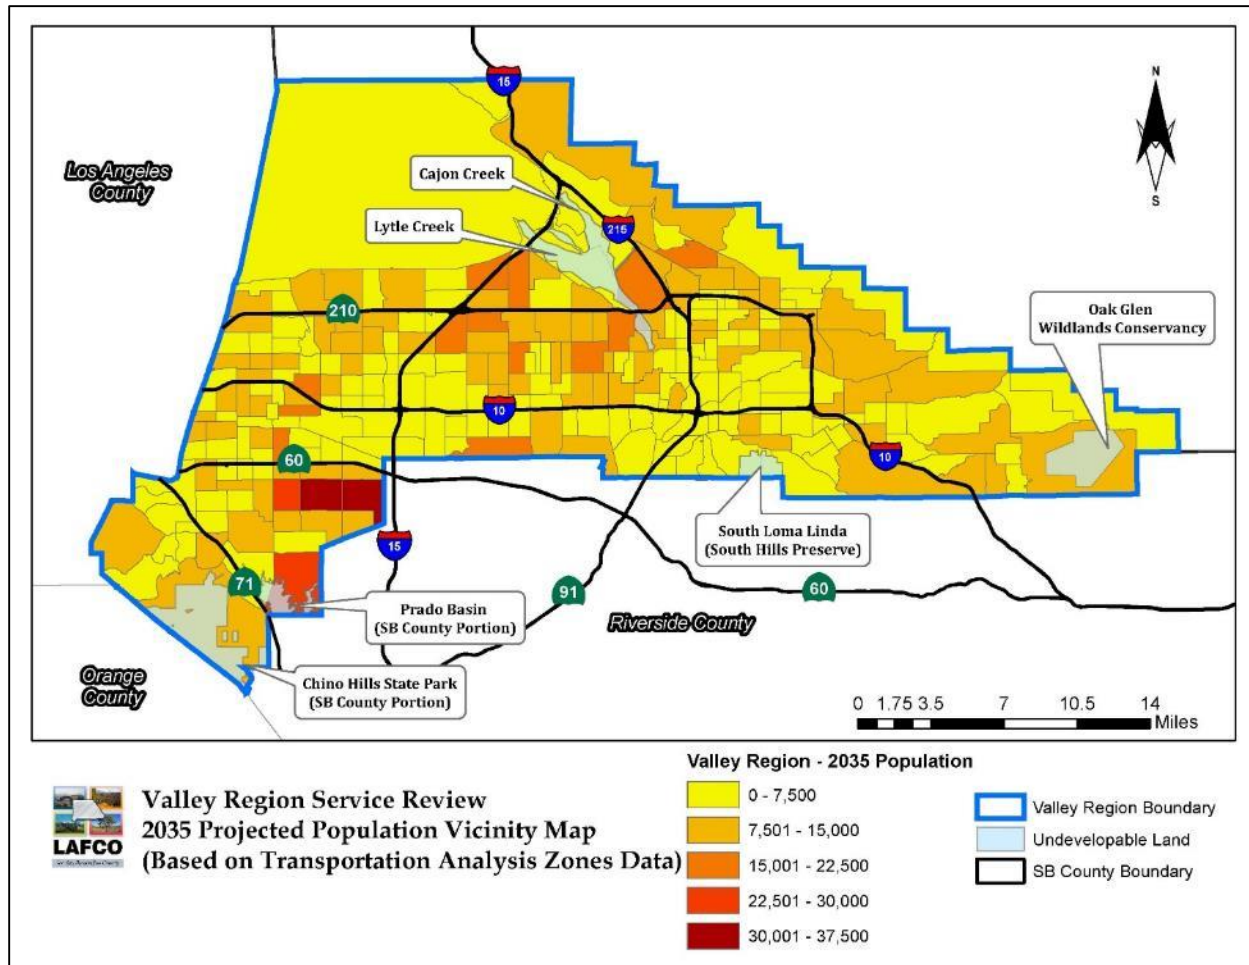 15
N
S
Los Angeles
County
Cajon Creek
Lytle Creek
215
210
Oak Glen
Wildlands Conservancy
10
60
10
South Loma Linda
(South Hills Preserve)
15
71
91
60
Prado Basin
(SB County Portion)
Riverside County
Orange
County
Chino Hills State Park
(SB County Portion)
0 1.75 3.5 7 10.5 14
Miles
Valley Region Service Review
2035 Projected Population Vicinity Map
(Based on Transportation Analysis Zones Data)
LAFCO
Valley Region - 2035 Population
0 - 7,500
7,501 - 15,000
15,001 - 22,500
22,501 - 30,000
30,001 - 37,500
Valley Region Boundary
Undevelopable Land
SB County Boundary